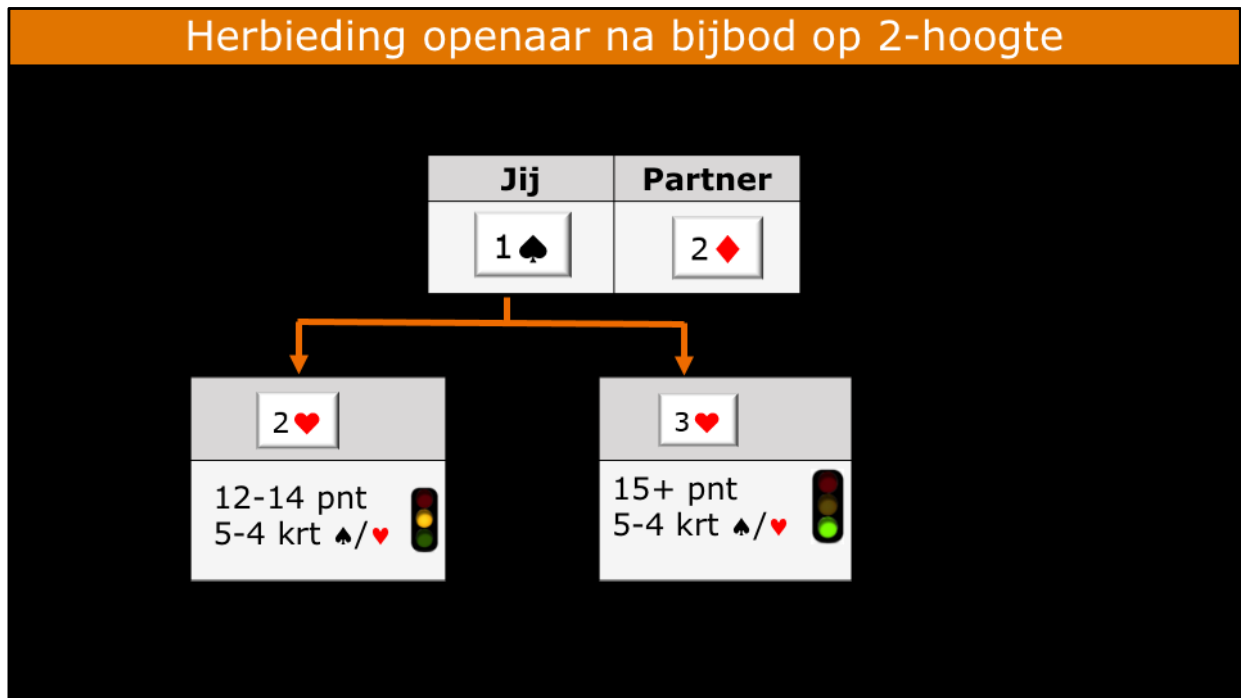 Herbieding openaar na bijbod op 2-hoogte
Jij Partner
1♠ 2♦
2♥ 3♥
12-14 pnt
5-4 krt ♠/♥
15+ pnt
5-4 krt ♠/♥